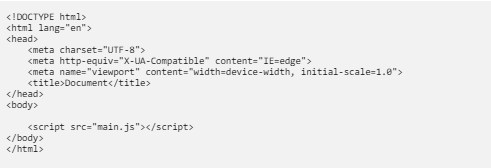 <!DOCTYPE html>
<html lang="en">
<head>
    <meta charset="UTF-8">
    <meta http-equiv="X-UA-Compatible" content="IE=edge">
    <meta name="viewport" content="width=device-width, initial-scale=1.0">
    <title>Document</title>
</head>
<body>

    <script src="main.js"></script>
</body>
</html>